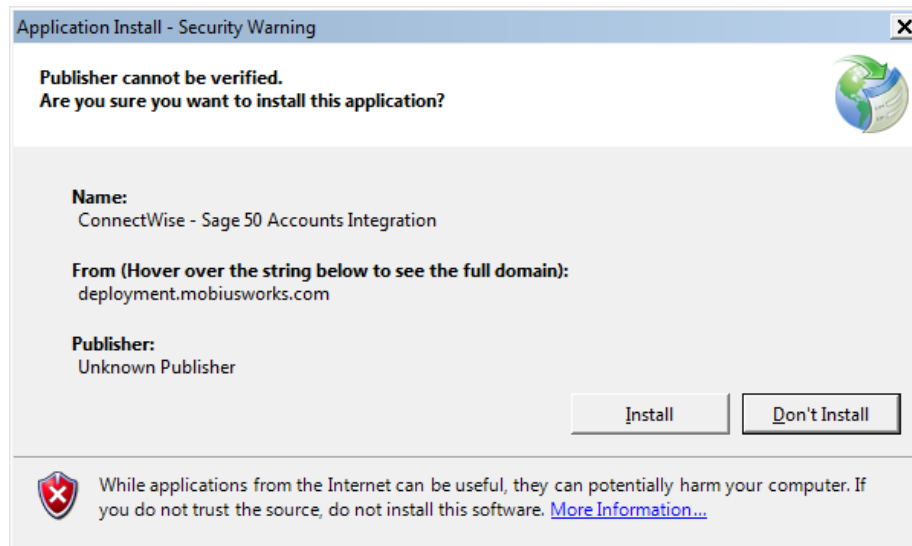 Application Install - Security Warning
Publisher cannot be verified.
Are you sure you want to install this application?
Name:
ConnectWise - Sage 50 Accounts Integration
From (Hover over the string below to see the full domain):
deployment.mobiusworks.com
Publisher:
Unknown Publisher
Install
Don't Install
While applications from the Internet can be useful, they can potentially harm your computer. If
you do not trust the source, do not install this software. More Information...